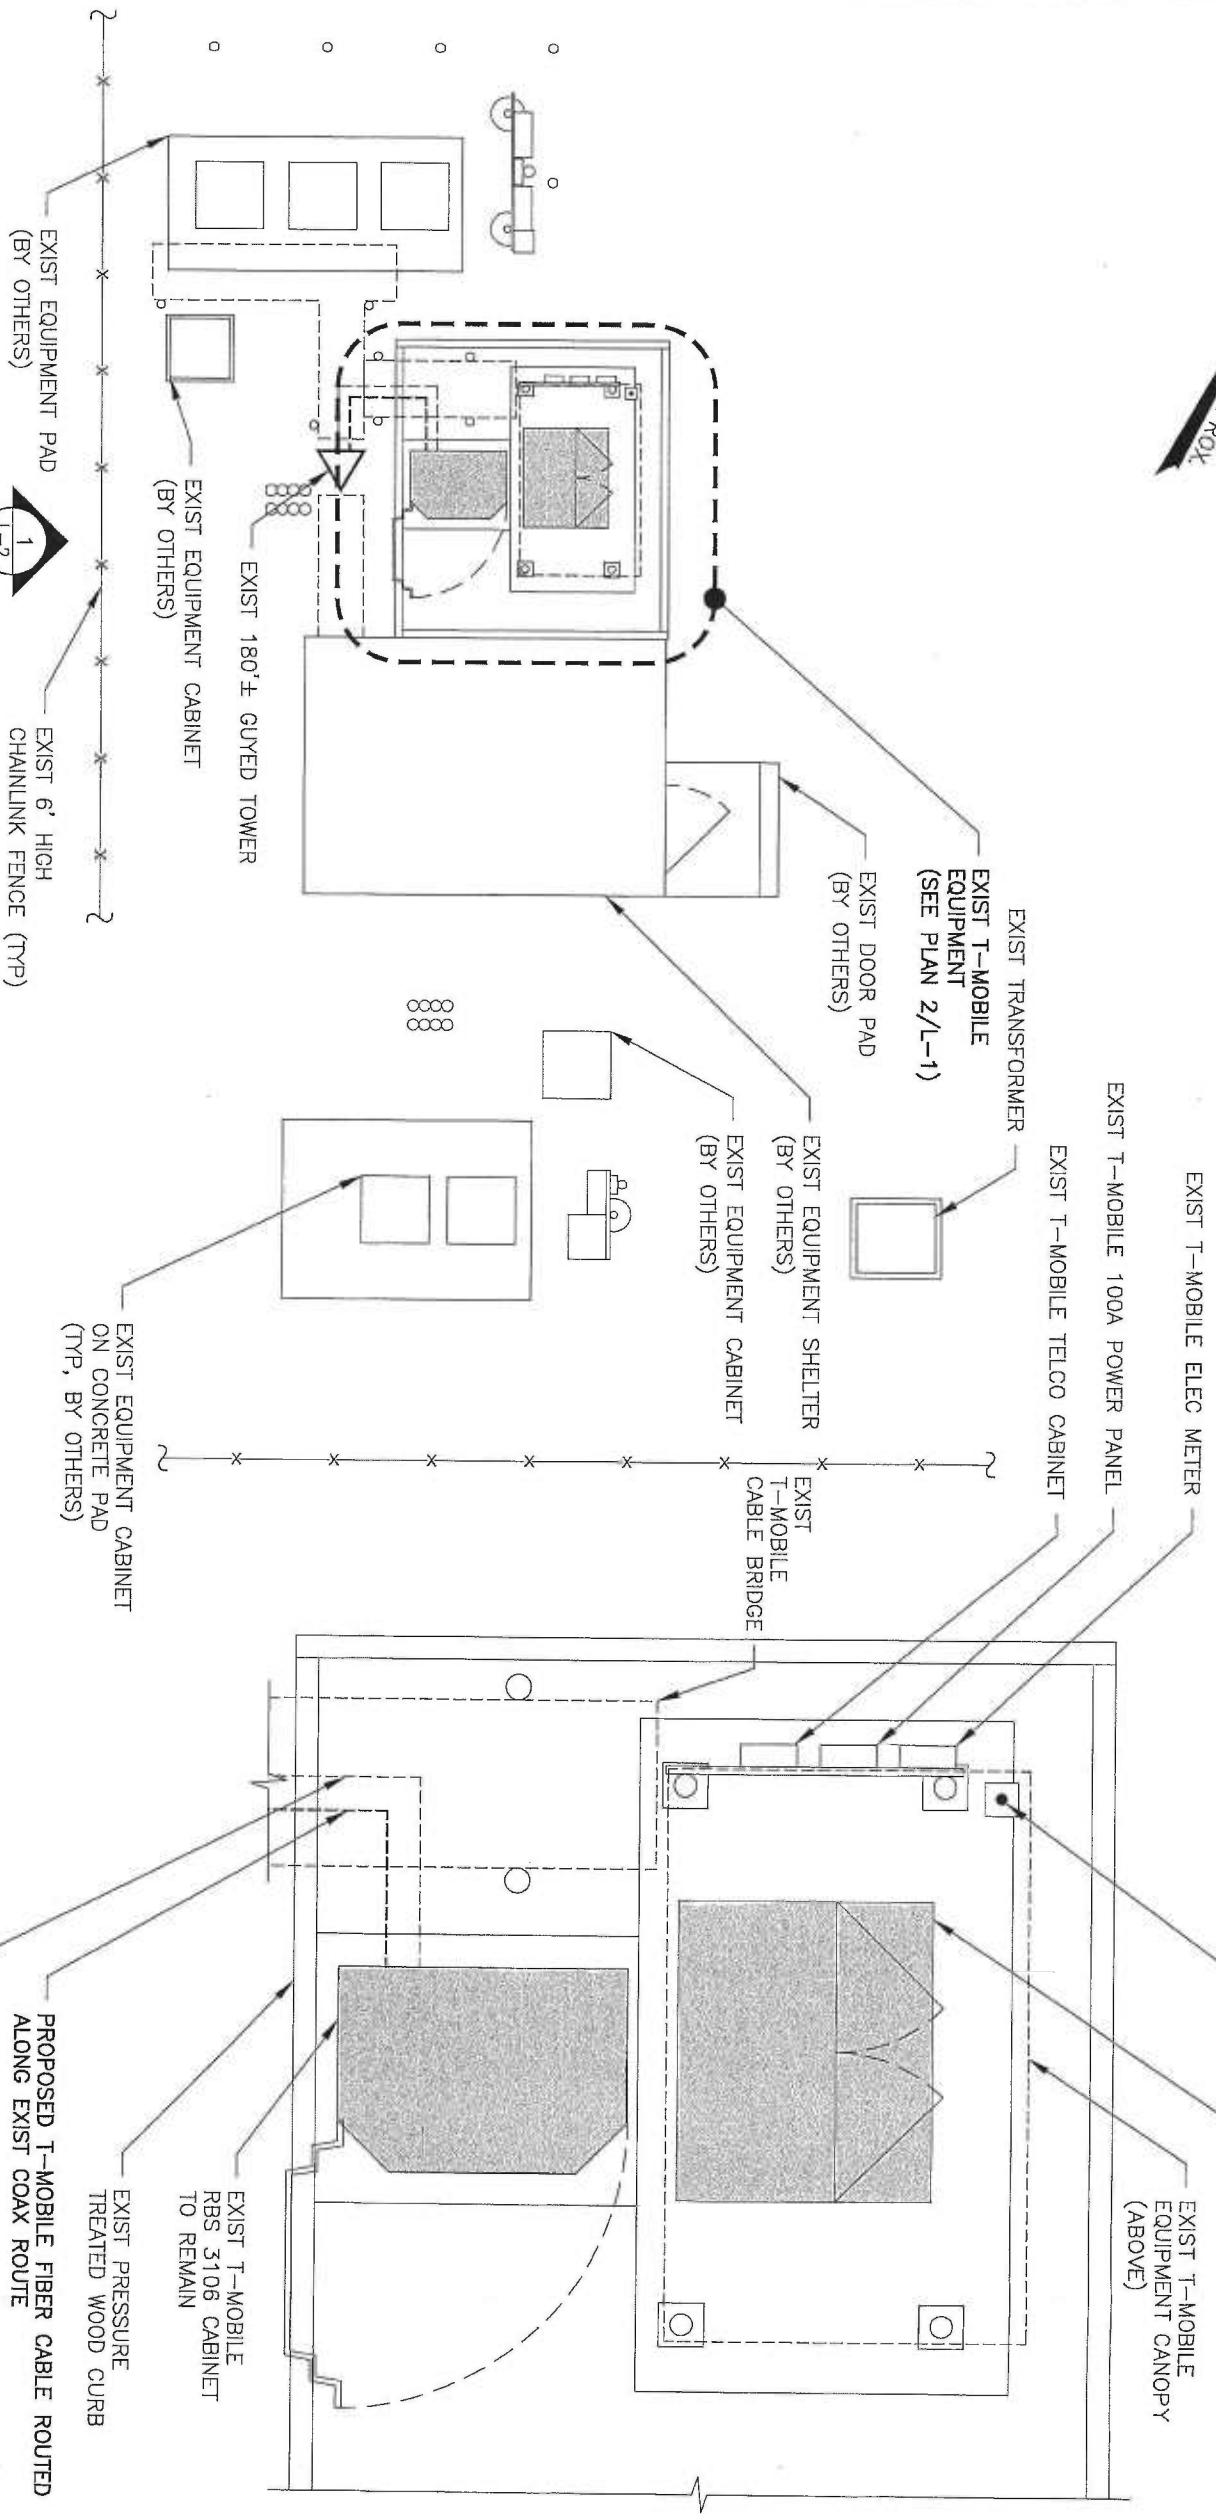 EXIST EQUIPMENT PAD
(BY OTHERS)
1
L-2
EXIST 6' HIGH
CHAINLINK FENCE (TYP)
EXIST EQUIPMENT CABINET
(BY OTHERS)
EXIST 180'± GUYED TOWER
EXIST T-MOBILE
EQUIPMENT
(SEE PLAN 2/L-1)
EXIST DOOR PAD
(BY OTHERS)
EXIST TRANSFORMER
EXIST EQUIPMENT SHELTER
(BY OTHERS)
EXIST EQUIPMENT CABINET
(BY OTHERS)
EXIST EQUIPMENT CABINET
ON CONCRETE PAD
(TYP, BY OTHERS)
EXIST T-MOBILE ELEC METER
EXIST T-MOBILE 100A POWER PANEL
EXIST T-MOBILE TELCO CABINET
EXIST
T-MOBILE
CABLE BRIDGE
EXIST T-MOBILE
EQUIPMENT CANOPY
(ABOVE)
EXIST T-MOBILE
RBS 3106 CABINET
TO REMAIN
EXIST PRESSURE
TREATED WOOD CURB
PROPOSED T-MOBILE FIBER CABLE ROUTED
ALONG EXIST COAX ROUTE